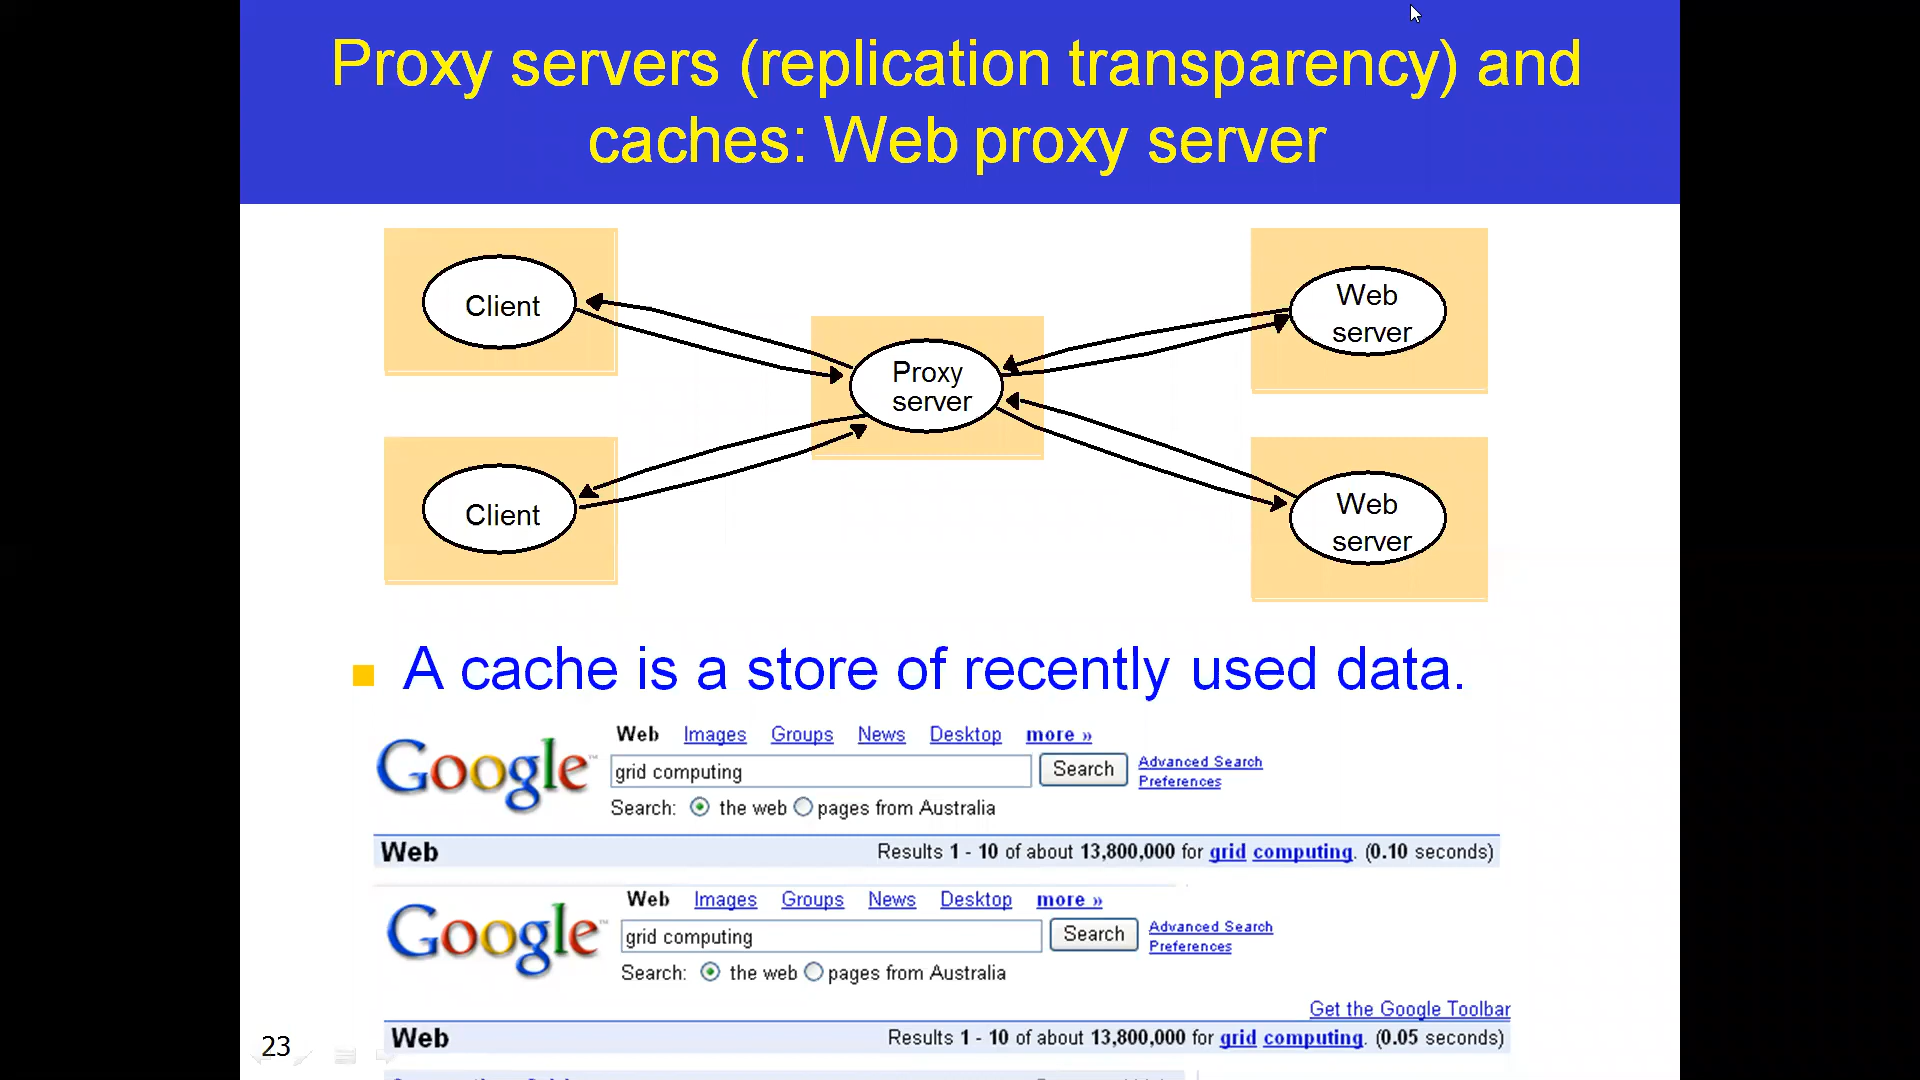 Proxy servers (replication transparency) and
caches: Web proxy server
Client
Web
server
Proxy
server
Client
Web
server
A cache is a store of recently used data.
Google™ Web Images Groups News Desktop more »
grid computing Search Advanced Search
Preferences
Search: the web pages from Australia
Web Results 1 - 10 of about 13,800,000 for grid computing. (0.10 seconds)
Google™ Web Images Groups News Desktop more »
grid computing Search Advanced Search
Preferences
Search: the web pages from Australia
Get the Google Toolbar
Web Results 1 - 10 of about 13,800,000 for grid computing. (0.05 seconds)
23